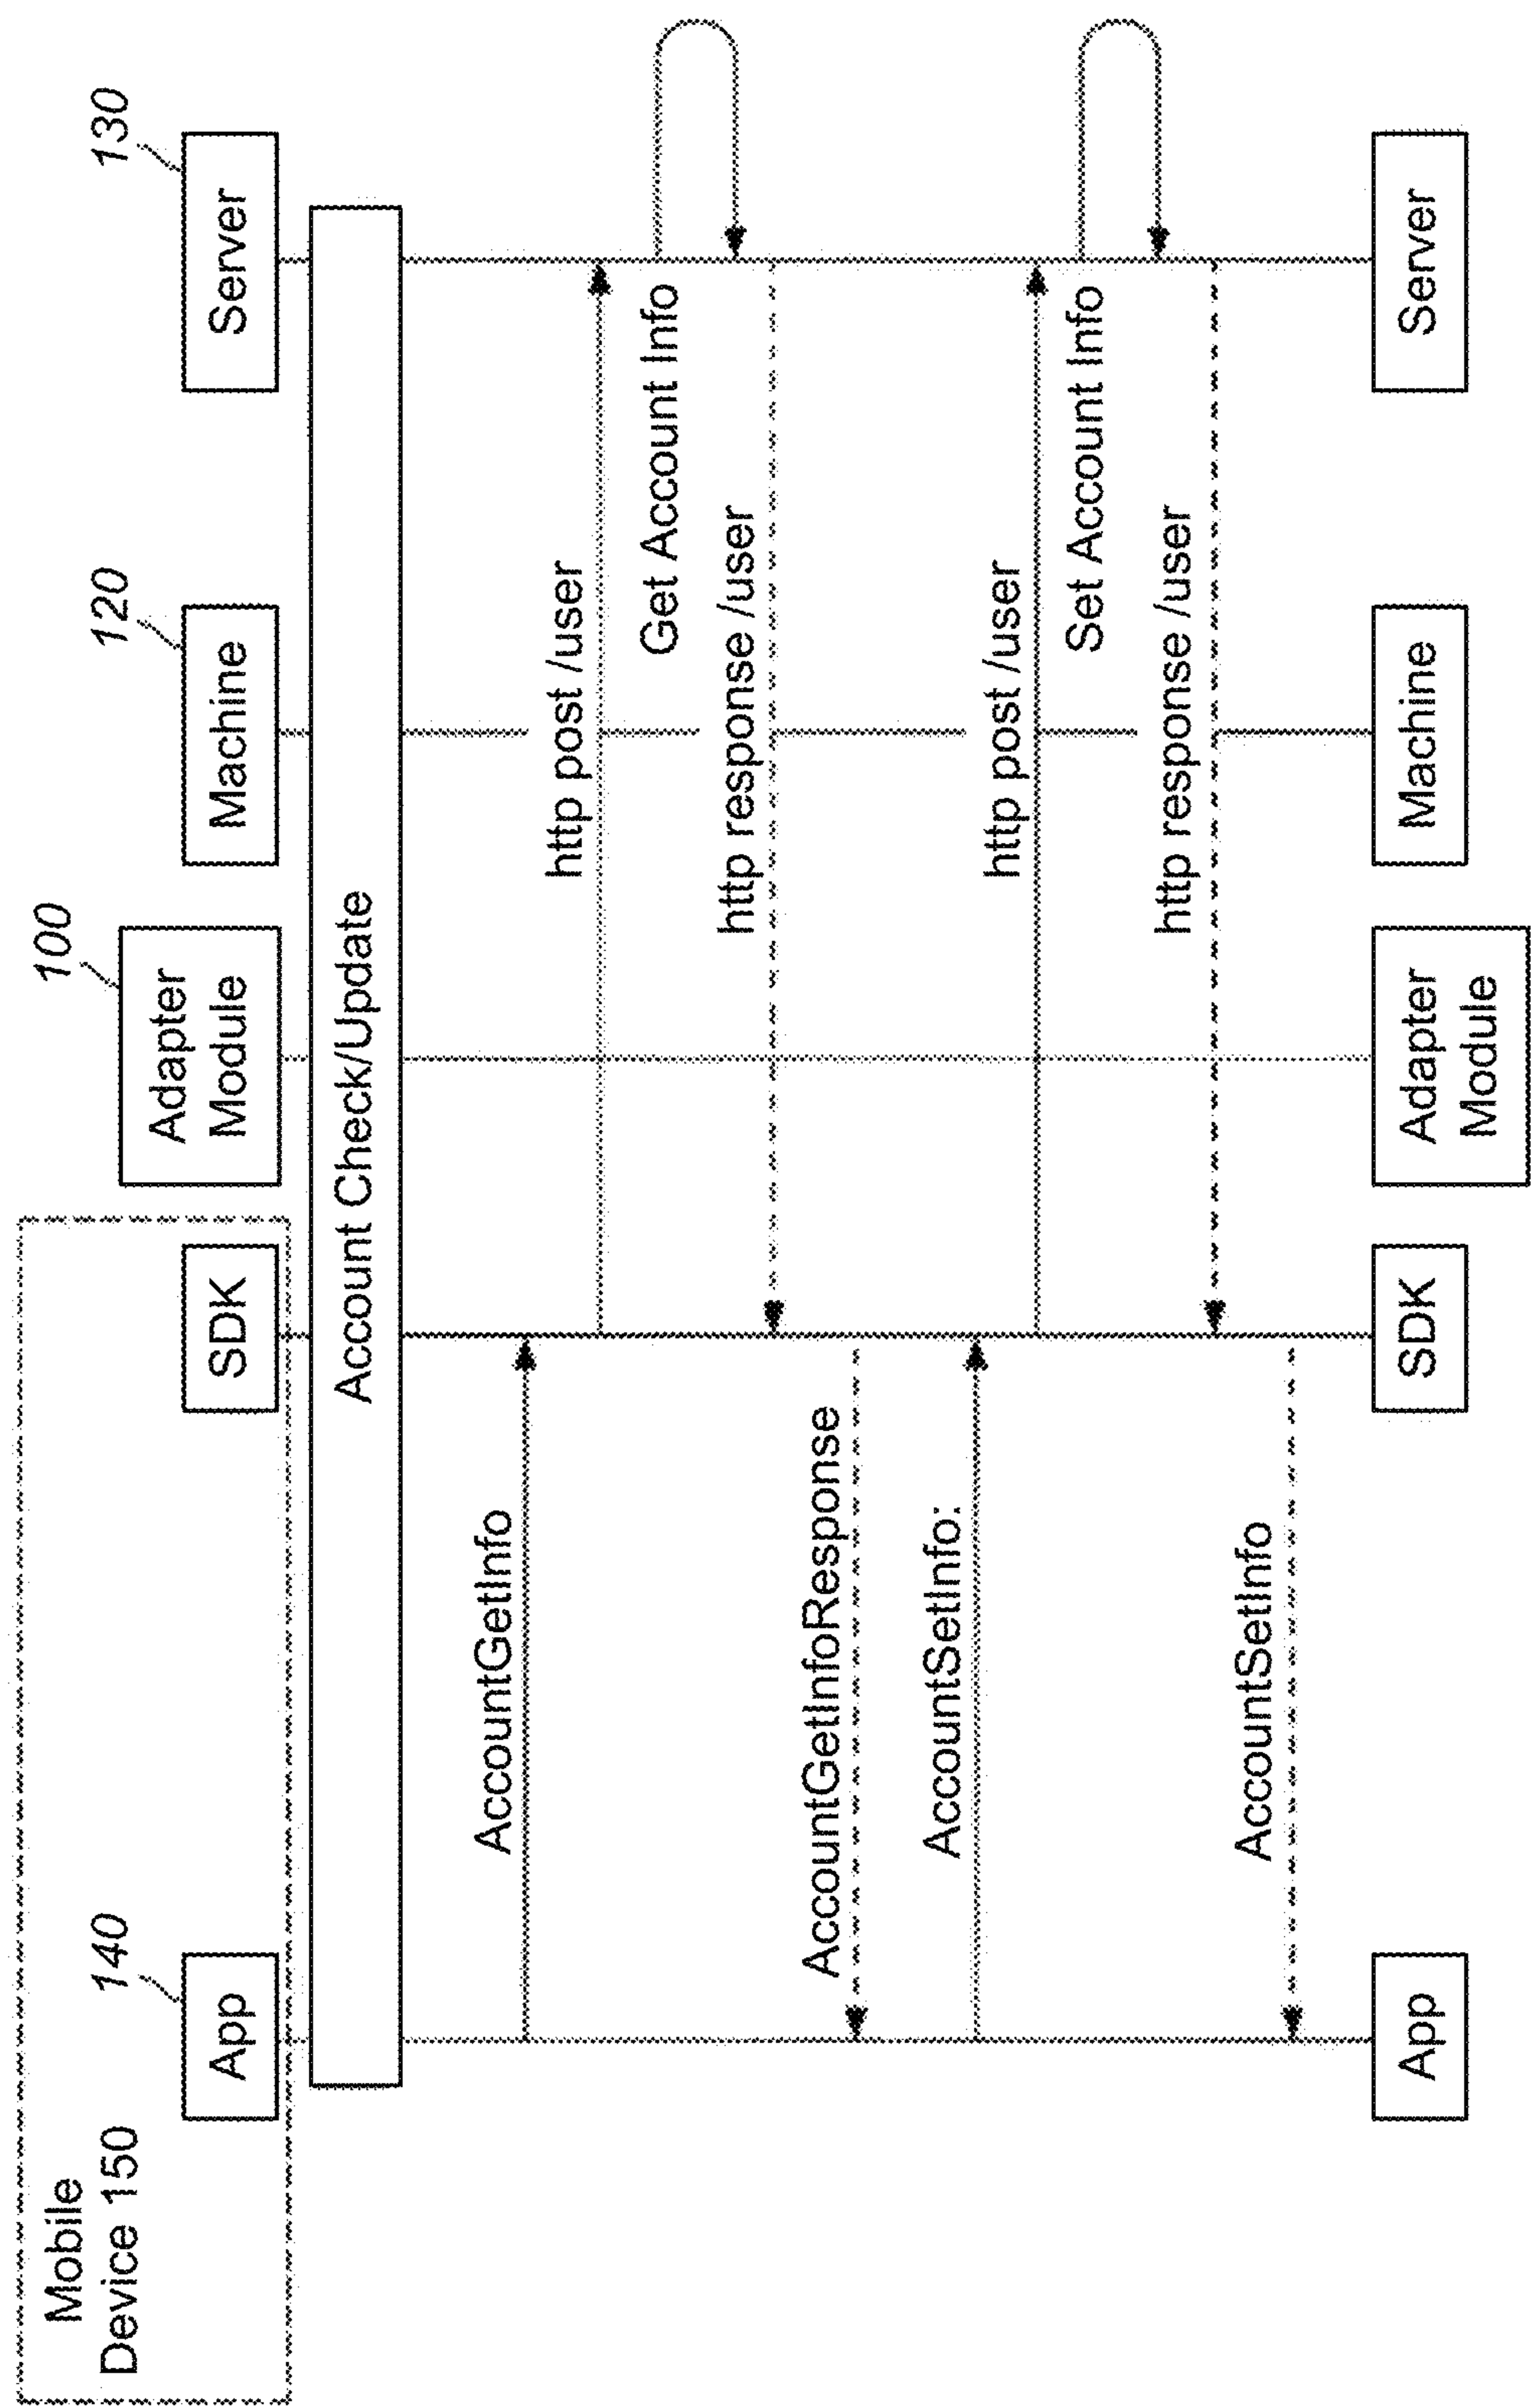 Mobile
Device 150
140
App
SDK
100
Adapter
Module
120
Machine
130
Server
Account Check/Update
AccountGetInfo
http post /user
Get Account Info
http response /user
AccountGetInfoResponse
AccountSetInfo:
http post /user
Set Account Info
http response /user
AccountSetInfo
App
SDK
Adapter
Module
Machine
Server